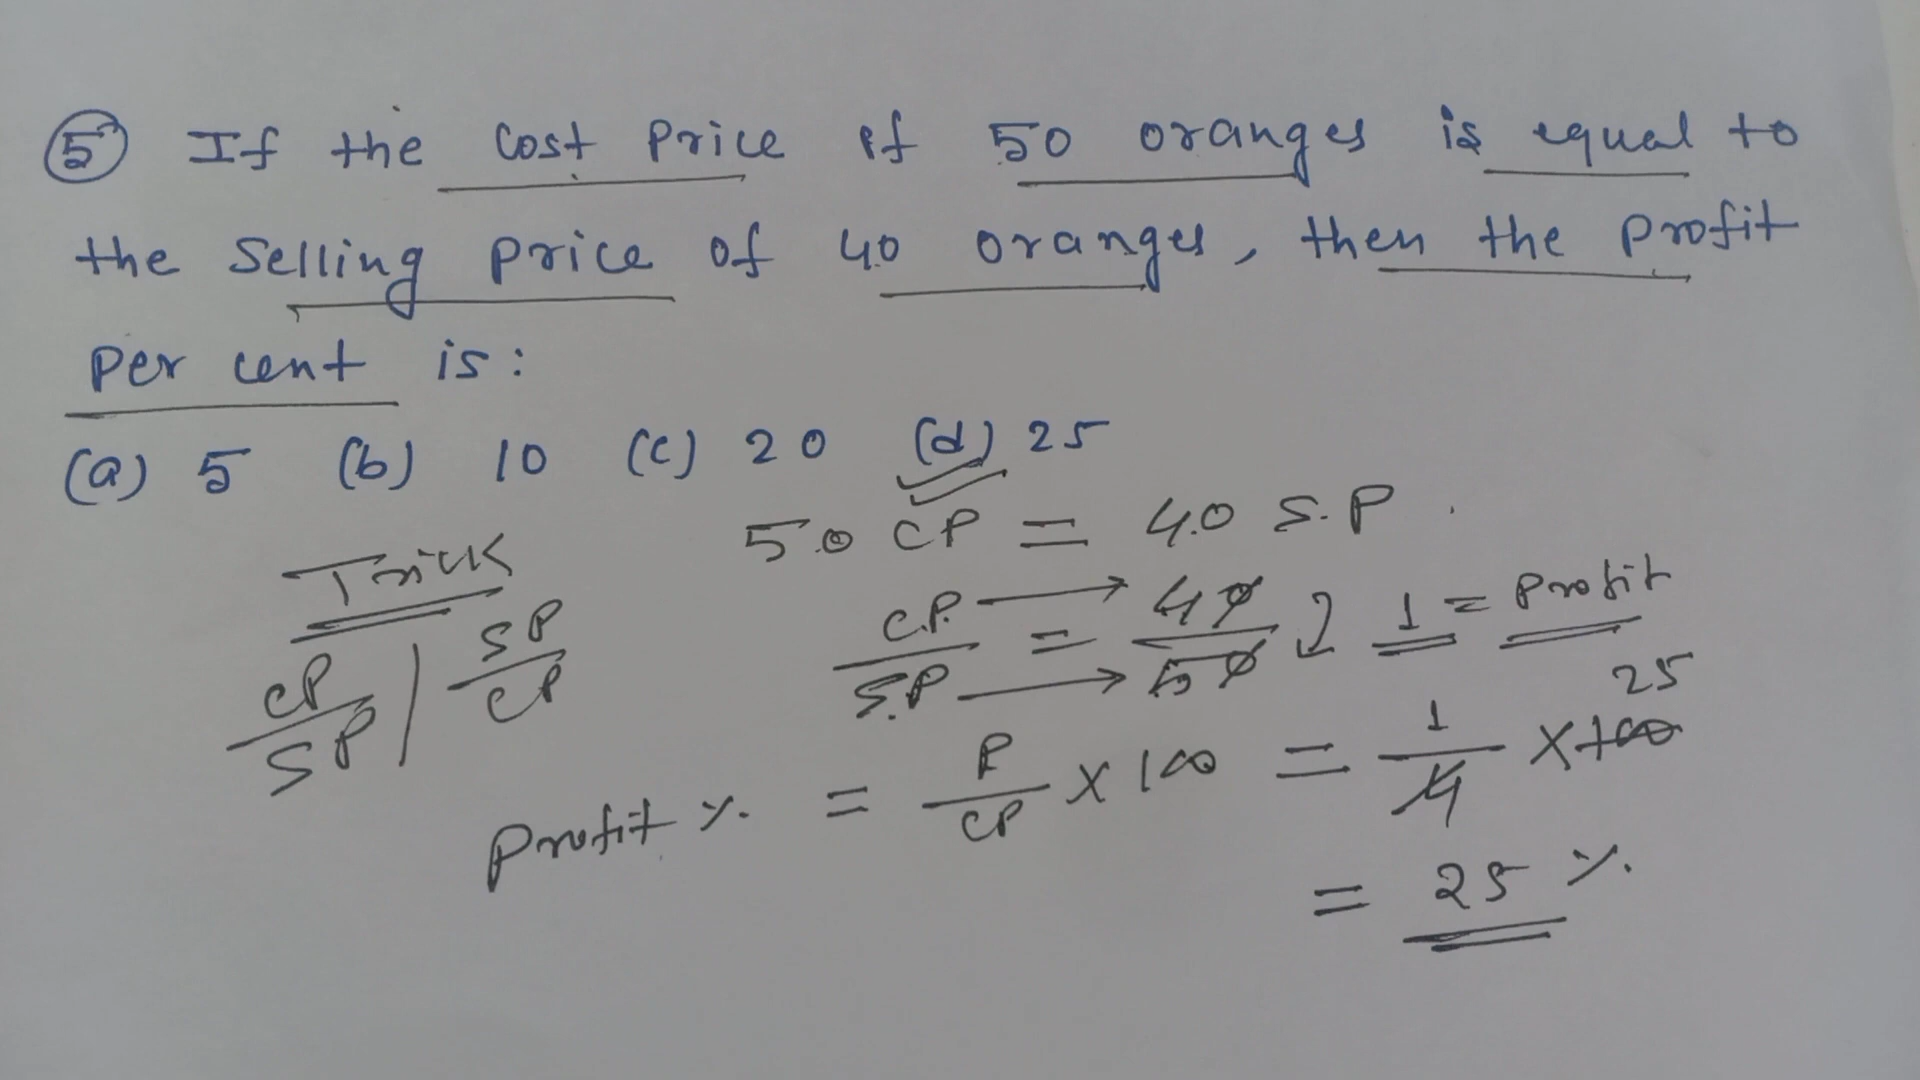 ⑤ If the Cost Price of 50 oranges is equal to
the Selling price of 40 oranges, then the profit
per cent is:
(a) 5 (b) 10 (c) 20 (d) 25
50 CP = 40 S.P.
Trick
CP/SP | SP/CP
C.P./S.P = 40/50 1 = Profit
Profit % = P/CP × 100 = 1/4 × 100 25
= 25 %